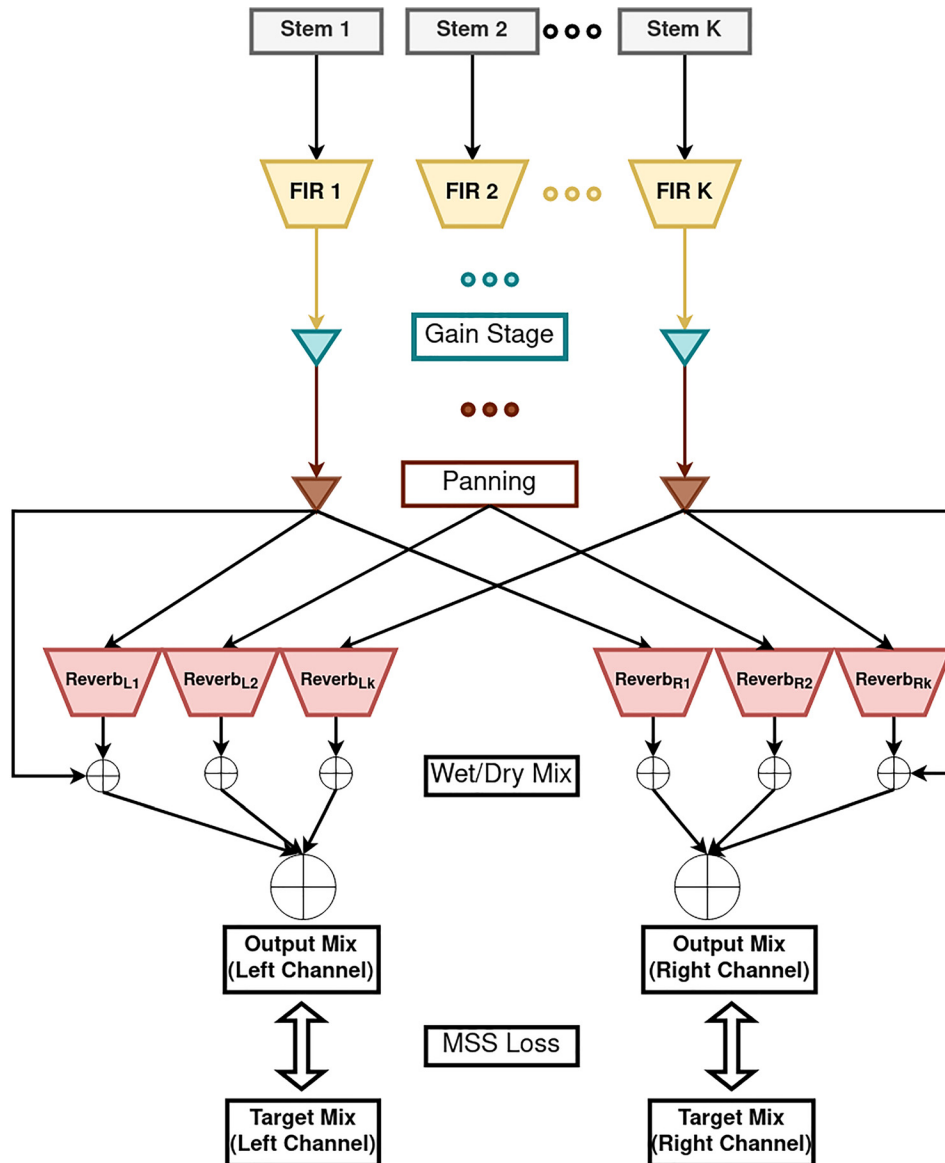 Stem 1
Stem 2
Stem K
FIR 1
FIR 2
FIR K
Gain Stage
Panning
ReverbL1
ReverbL2
ReverbLk
ReverbR1
ReverbR2
ReverbRk
Wet/Dry Mix
Output Mix
(Left Channel)
Output Mix
(Right Channel)
MSS Loss
Target Mix
(Left Channel)
Target Mix
(Right Channel)